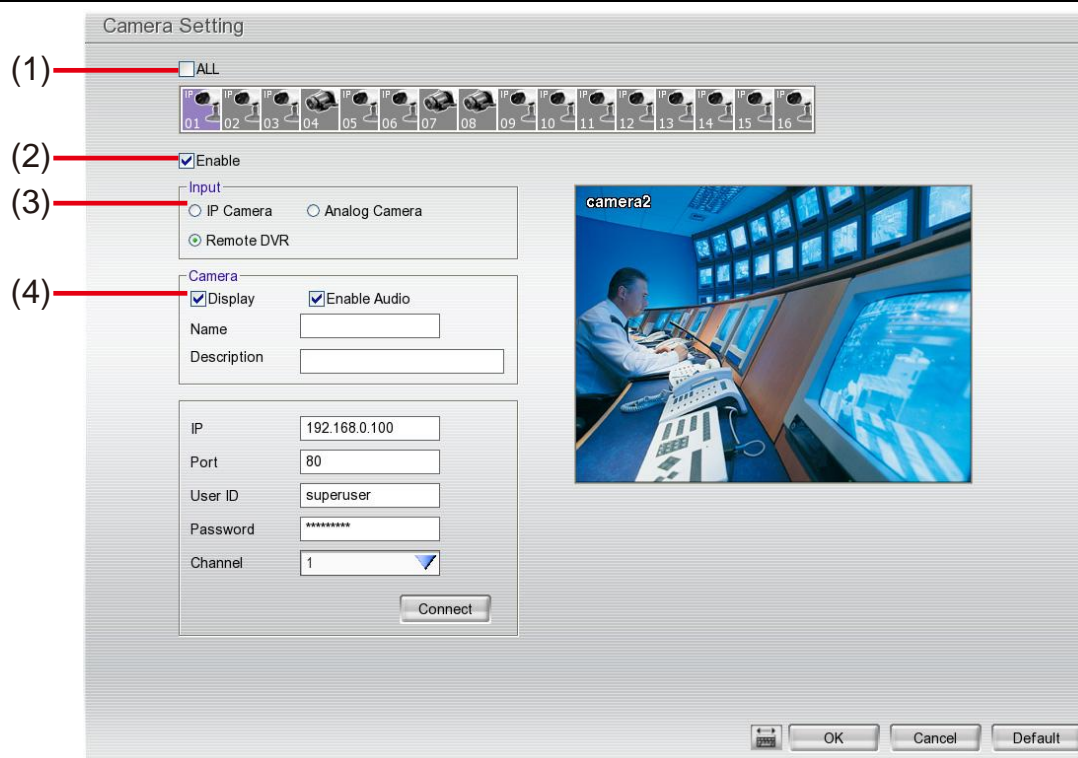 Camera Setting
(1)
ALL
IP 01 IP 02 IP 03 04 IP 05 IP 06 07 08 IP 09 IP 10 IP 11 IP 12 IP 13 IP 14 IP 15 IP 16
(2)
Enable
Input
(3)
IP Camera Analog Camera
Remote DVR
camera2
Camera
(4)
Display Enable Audio
Name
Description
IP 192.168.0.100
Port 80
User ID superuser
Password *********
Channel 1
Connect
OK Cancel Default